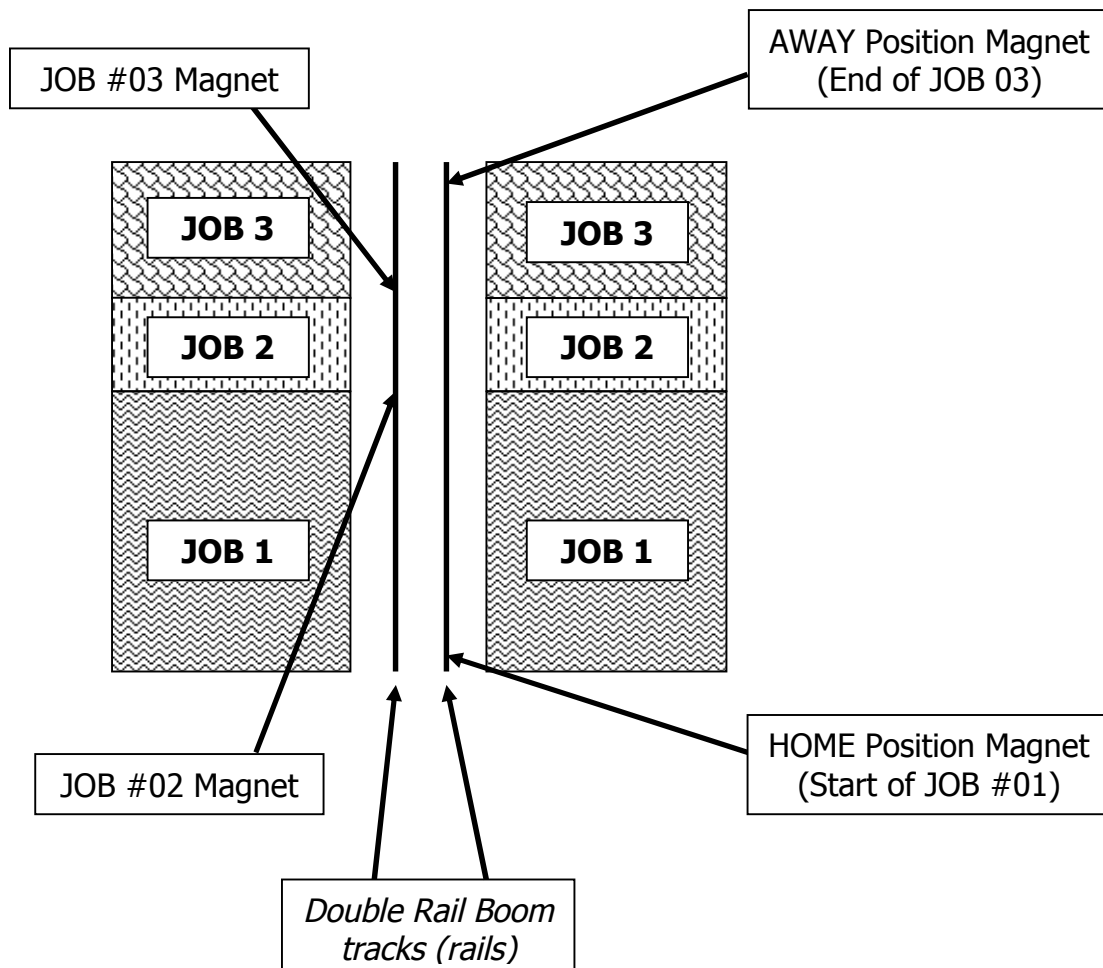 AWAY Position Magnet
(End of JOB 03)
JOB #03 Magnet
JOB 3
JOB 3
JOB 2
JOB 2
JOB 1
JOB 1
HOME Position Magnet
(Start of JOB #01)
JOB #02 Magnet
Double Rail Boom
tracks (rails)